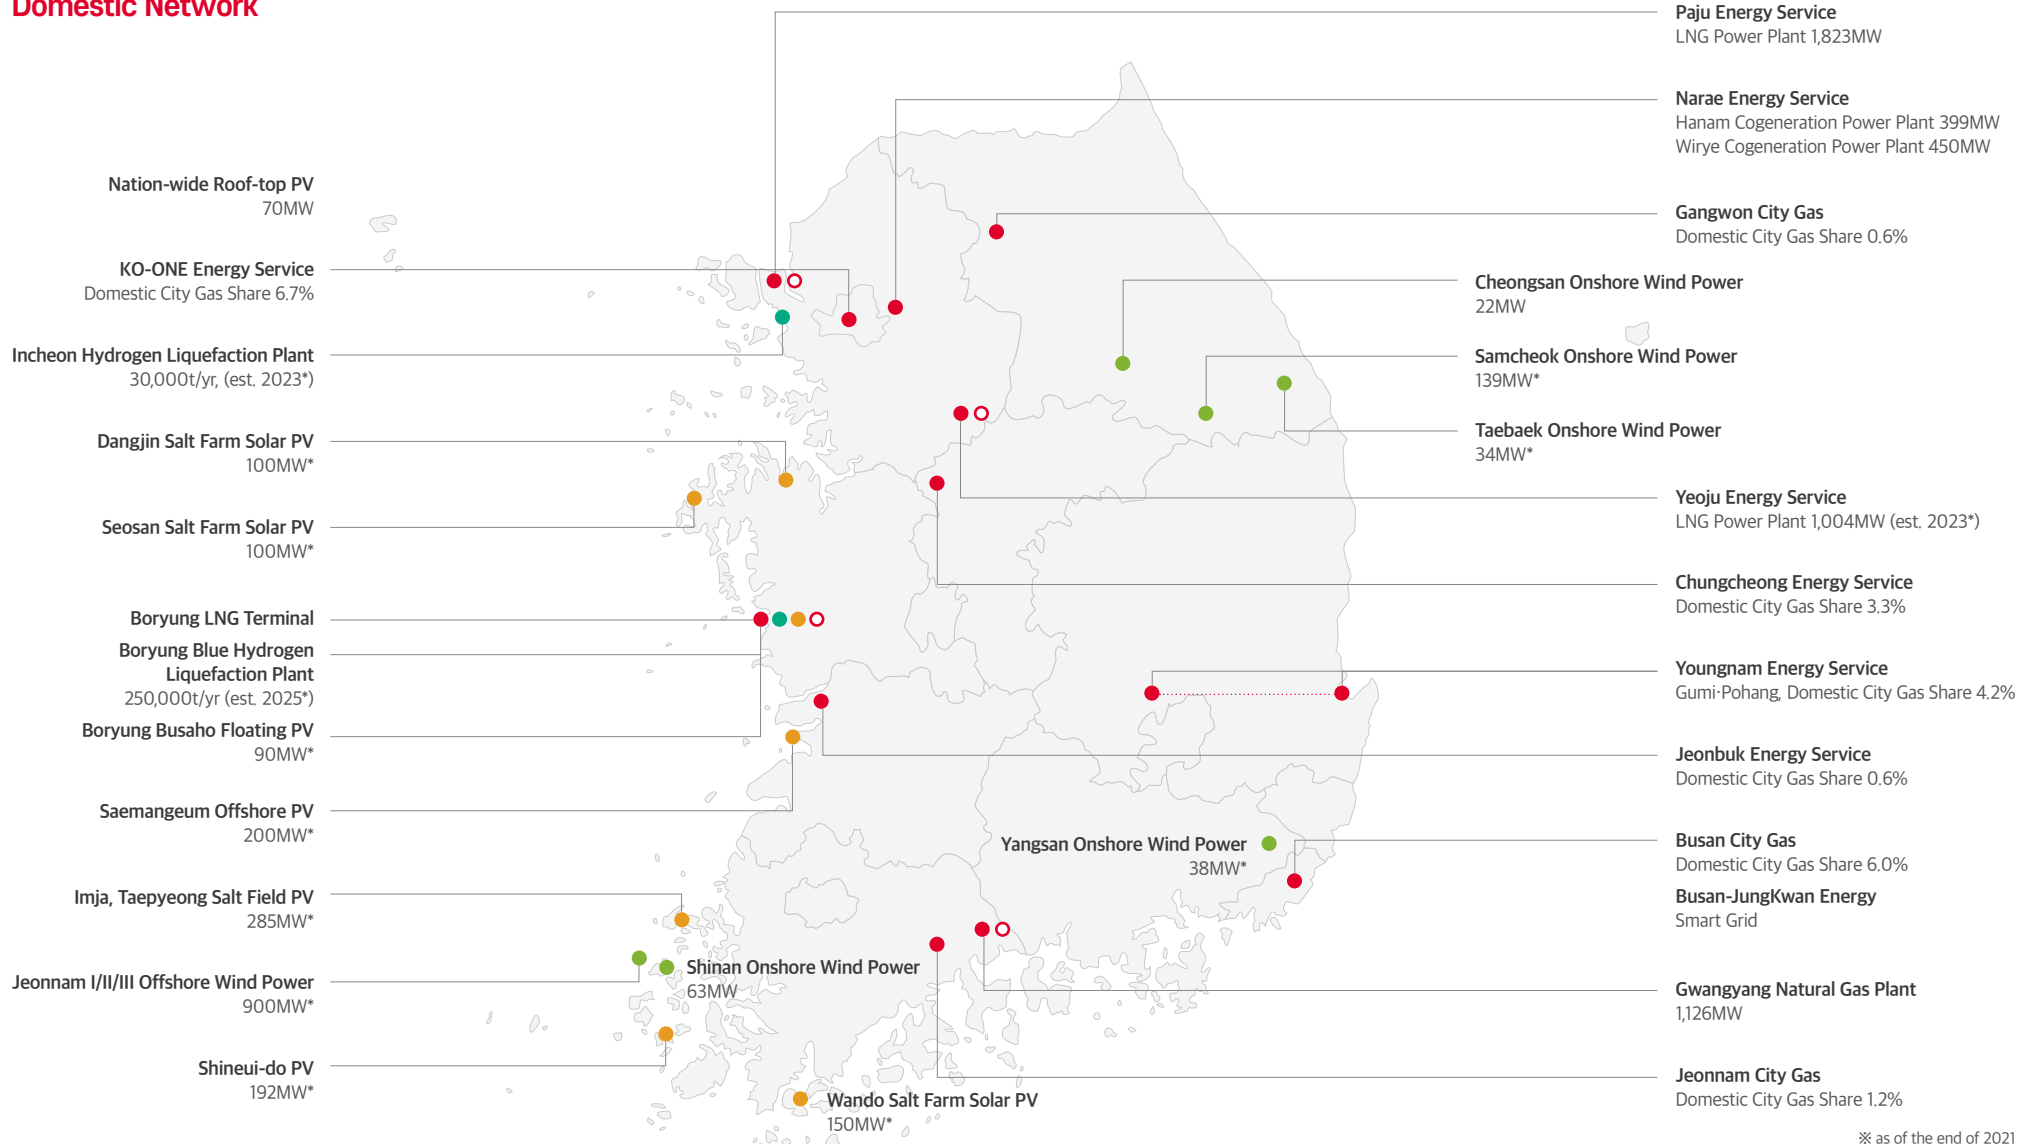 Domestic Network
Nation-wide Roof-top PV
70MW
KO-ONE Energy Service
Domestic City Gas Share 6.7%
Incheon Hydrogen Liquefaction Plant
30,000t/yr, (est. 2023*)
Dangjin Salt Farm Solar PV
100MW*
Seosan Salt Farm Solar PV
100MW*
Boryung LNG Terminal
Boryung Blue Hydrogen
Liquefaction Plant
250,000t/yr (est. 2025*)
Boryung Busaho Floating PV
90MW*
Saemangeum Offshore PV
200MW*
Imja, Taepyeong Salt Field PV
285MW*
Jeonnam I/II/III Offshore Wind Power
900MW*
Shineui-do PV
192MW*
Shinan Onshore Wind Power
63MW
Wando Salt Farm Solar PV
150MW*
Yangsan Onshore Wind Power
38MW*
Paju Energy Service
LNG Power Plant 1,823MW
Narae Energy Service
Hanam Cogeneration Power Plant 399MW
Wirye Cogeneration Power Plant 450MW
Gangwon City Gas
Domestic City Gas Share 0.6%
Cheongsan Onshore Wind Power
22MW
Samcheok Onshore Wind Power
139MW*
Taebaek Onshore Wind Power
34MW*
Yeoju Energy Service
LNG Power Plant 1,004MW (est. 2023*)
Chungcheong Energy Service
Domestic City Gas Share 3.3%
Youngnam Energy Service
Gumi·Pohang, Domestic City Gas Share 4.2%
Jeonbuk Energy Service
Domestic City Gas Share 0.6%
Busan City Gas
Domestic City Gas Share 6.0%
Busan-JungKwan Energy
Smart Grid
Gwangyang Natural Gas Plant
1,126MW
Jeonnam City Gas
Domestic City Gas Share 1.2%
※ as of the end of 2021